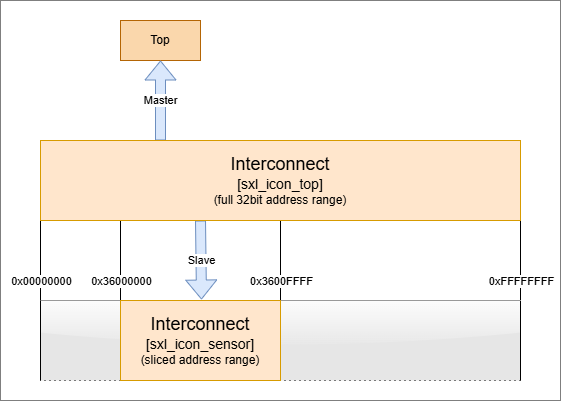 Top
Master
Interconnect
[sxl_icon_top]
(full 32bit address range)
Slave
0x00000000 0x36000000 0x3600FFFF 0xFFFFFFFF
Interconnect
[sxl_icon_sensor]
(sliced address range)